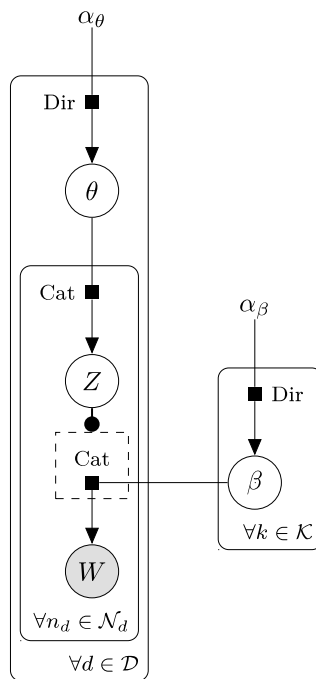 α_θ
Dir
θ
Cat
α_β
Z
Dir
Cat
β
W
∀k ∈ 𝒦
∀n_d ∈ 𝒩_d
∀d ∈ 𝒟